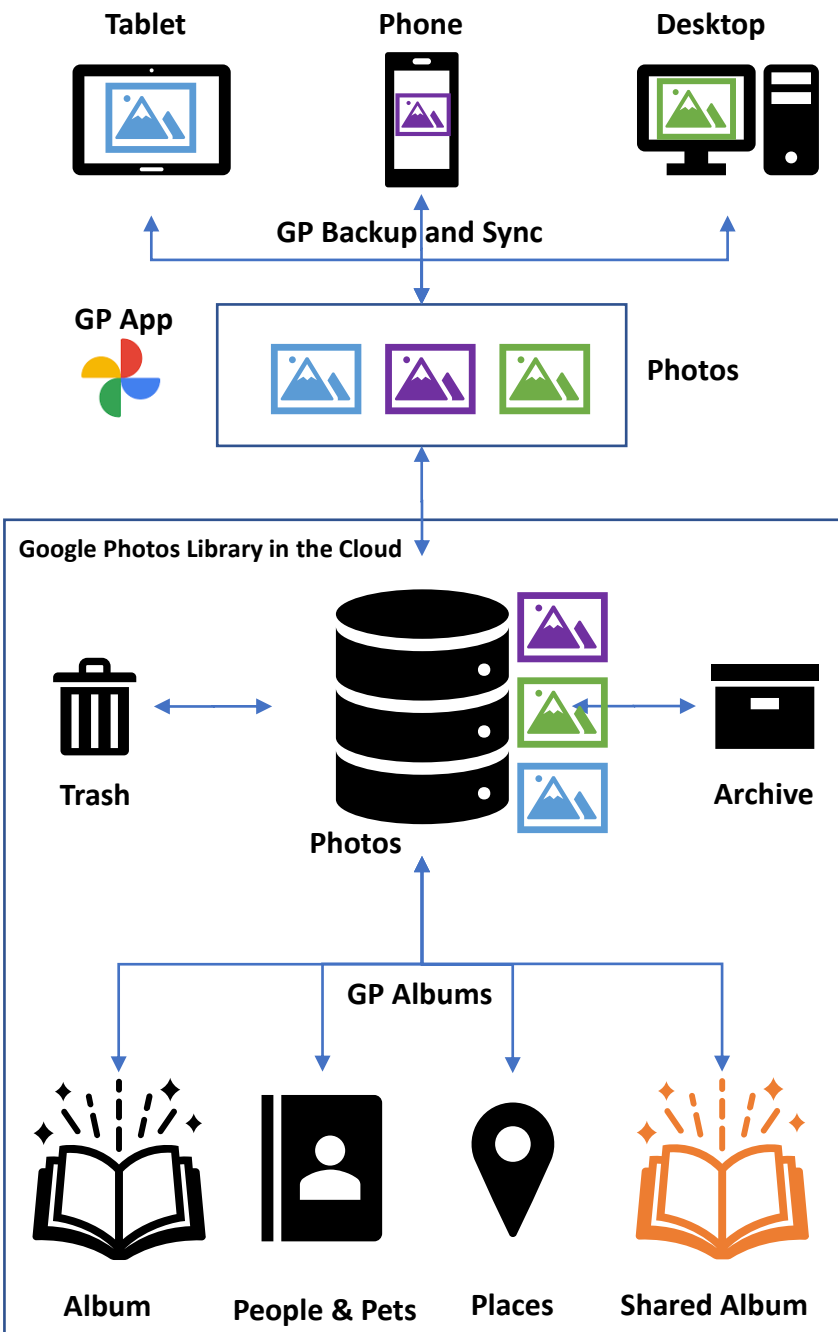 Tablet
Phone
Desktop
GP Backup and Sync
GP App
Photos
Google Photos Library in the Cloud
Trash
Archive
Photos
GP Albums
Album
People & Pets
Places
Shared Album